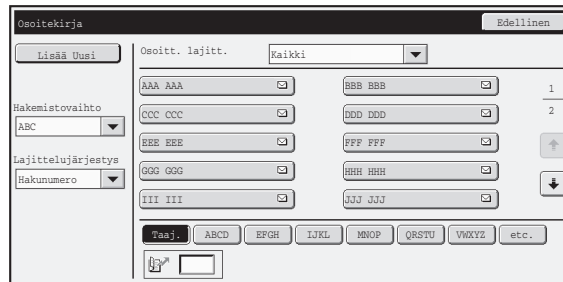 Osoitekirja Edellinen
Lisää Uusi
Osoitt. lajitt. Kaikki
AAA AAA BBB BBB
1
Hakemistovaihto
CCC CCC DDD DDD
2
ABC
EEE EEE FFF FFF
Lajittelujärjestys
GGG GGG HHH HHH
Hakunumero
III III JJJ JJJ
Taaj. ABCD EFGH IJKL MNOP QRSTU VWXYZ etc.